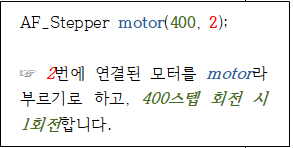 AF_Stepper motor(400, 2);
☞ 2번에 연결된 모터를 motor라
부르기로 하고, 400스텝 회전 시
1회전합니다.